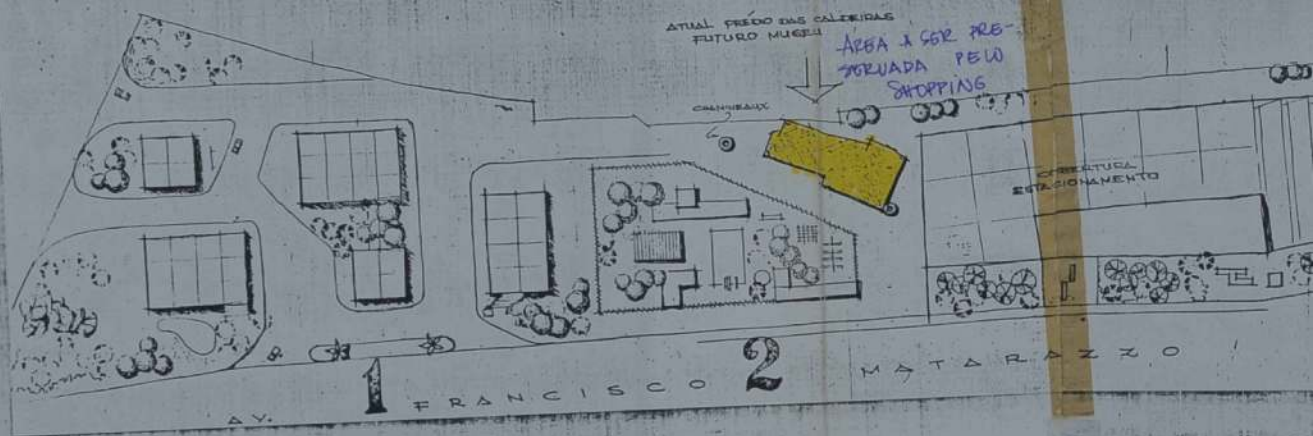 ATUAL PRÉDIO DAS CALDEIRAS
FUTURO MUSEU
ÁREA A SER PRE-
SERVADA PELO
SHOPPING
CHAMINEAUX
COBERTURA
ESTACIONAMENTO
1 2
AV. FRANCISCO MATARAZZO